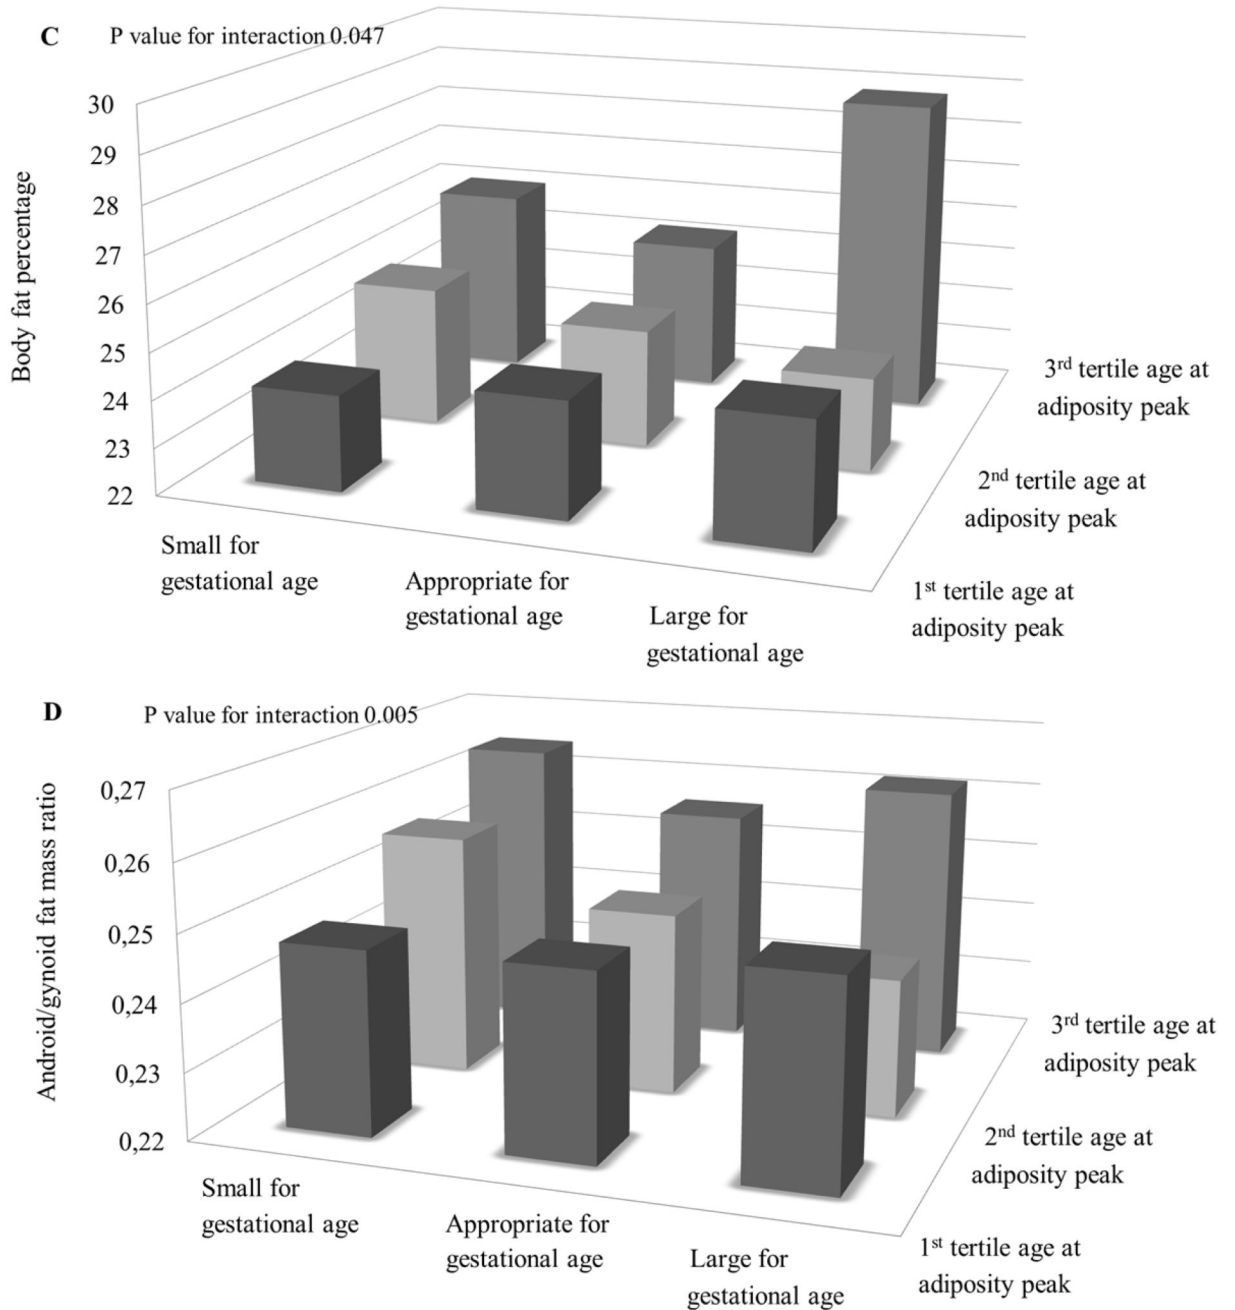 C P value for interaction 0.047
30
29
28
27
26
25
24
23
22
Body fat percentage
Small for
gestational age
Appropriate for
gestational age
Large for
gestational age
3rd tertile age at
adiposity peak
2nd tertile age at
adiposity peak
1st tertile age at
adiposity peak
D P value for interaction 0.005
0,27
0,26
0,25
0,24
0,23
0,22
Android/gynoid fat mass ratio
Small for
gestational age
Appropriate for
gestational age
Large for
gestational age
3rd tertile age at
adiposity peak
2nd tertile age at
adiposity peak
1st tertile age at
adiposity peak